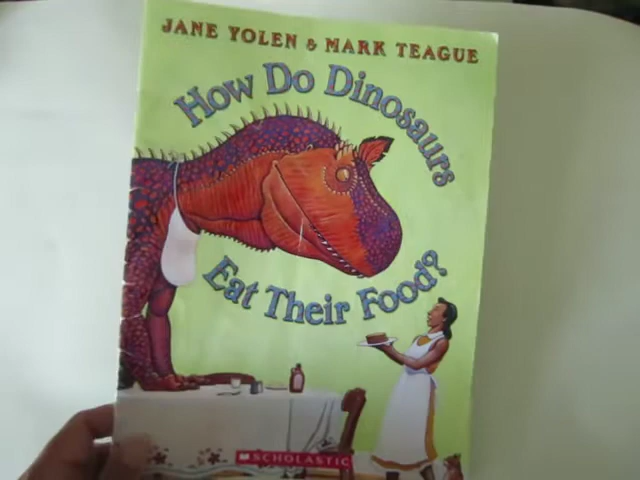 JANE YOLEN & MARK TEAGUE
How Do Dinosaurs
Eat Their Food?
SCHOLASTIC